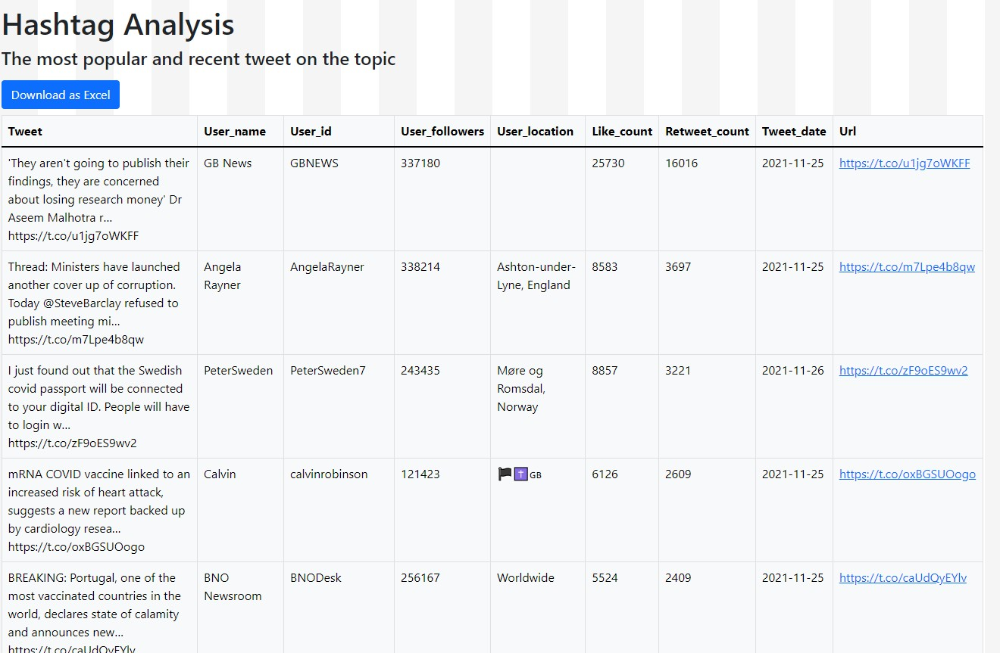 Hashtag Analysis
The most popular and recent tweet on the topic
Download as Excel
Tweet User_name User_id User_followers User_location Like_count Retweet_count Tweet_date Url
'They aren't going to publish their GB News GBNEWS 337180 25730 16016 2021-11-25 https://t.co/u1jg7oWKFF
findings, they are concerned
about losing research money' Dr
Aseem Malhotra r...
https://t.co/u1jg7oWKFF
Thread: Ministers have launched Angela AngelaRayner 338214 Ashton-under- 8583 3697 2021-11-25 https://t.co/m7Lpe4b8qw
another cover up of corruption. Rayner Lyne, England
Today @SteveBarclay refused to
publish meeting mi...
https://t.co/m7Lpe4b8qw
I just found out that the Swedish PeterSweden PeterSweden7 243435 Møre og 8857 3221 2021-11-26 https://t.co/zF9oES9wv2
covid passport will be connected Romsdal,
to your digital ID. People will have Norway
to login w...
https://t.co/zF9oES9wv2
mRNA COVID vaccine linked to an Calvin calvinrobinson 121423 🏴✝️GB 6126 2609 2021-11-25 https://t.co/oxBGSUOogo
increased risk of heart attack,
suggests a new report backed up
by cardiology resea...
https://t.co/oxBGSUOogo
BREAKING: Portugal, one of the BNO BNODesk 256167 Worldwide 5524 2409 2021-11-25 https://t.co/caUdQyEYlv
most vaccinated countries in the Newsroom
world, declares state of calamity
and announces new...
https://t.co/caUdQyEYlv